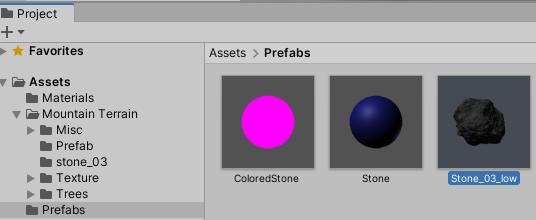 Project
Favorites
Assets
Materials
Mountain Terrain
Misc
Prefab
stone_03
Texture
Trees
Prefabs
Assets > Prefabs
ColoredStone
Stone
Stone_03_low